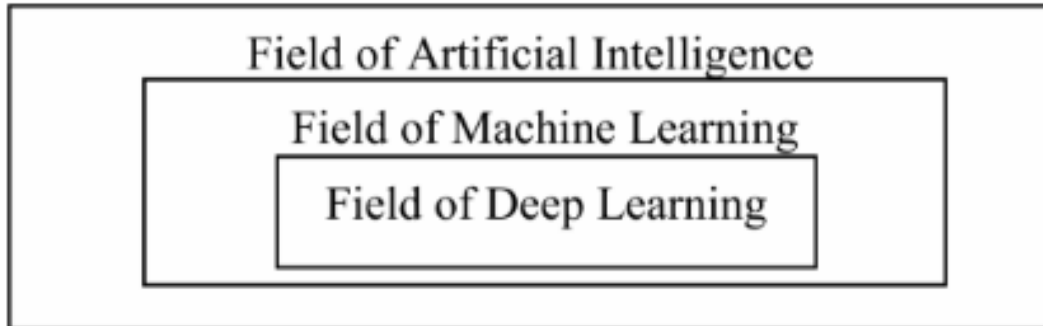 Field of Artificial Intelligence
Field of Machine Learning
Field of Deep Learning